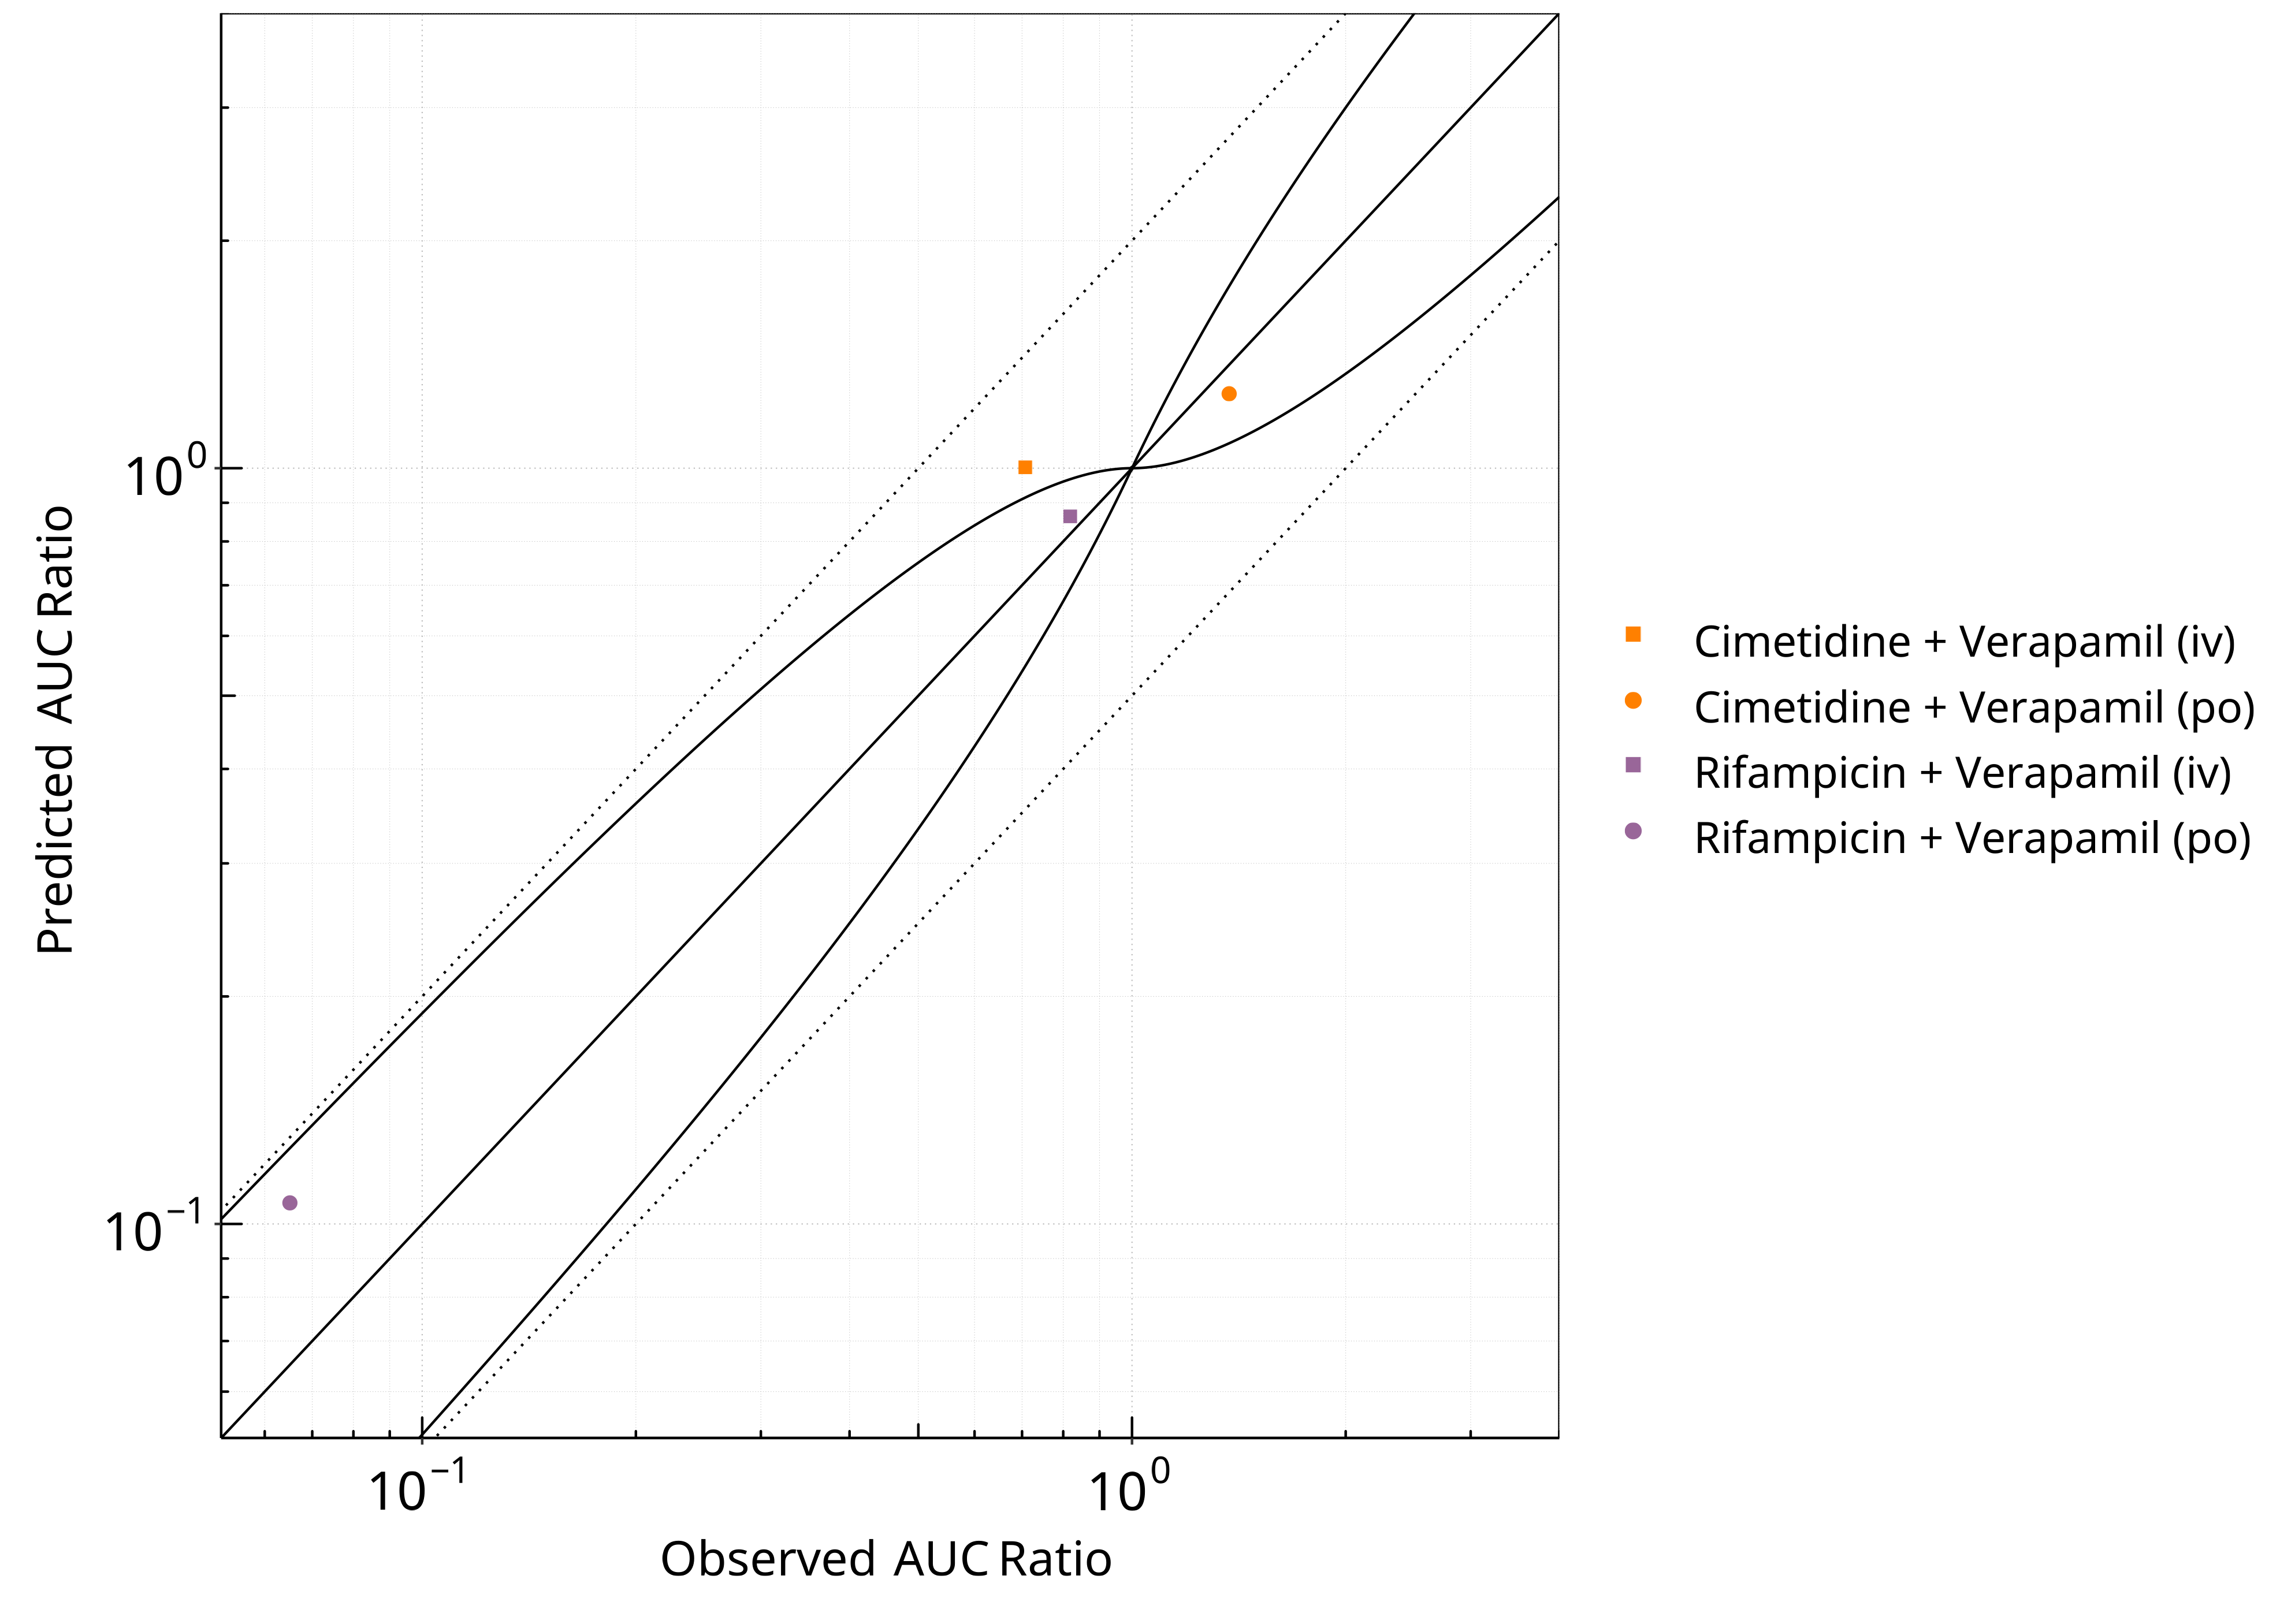 Predicted AUC Ratio
10⁰
10⁻¹
10⁻¹
10⁰
Observed AUC Ratio
Cimetidine + Verapamil (iv)
Cimetidine + Verapamil (po)
Rifampicin + Verapamil (iv)
Rifampicin + Verapamil (po)